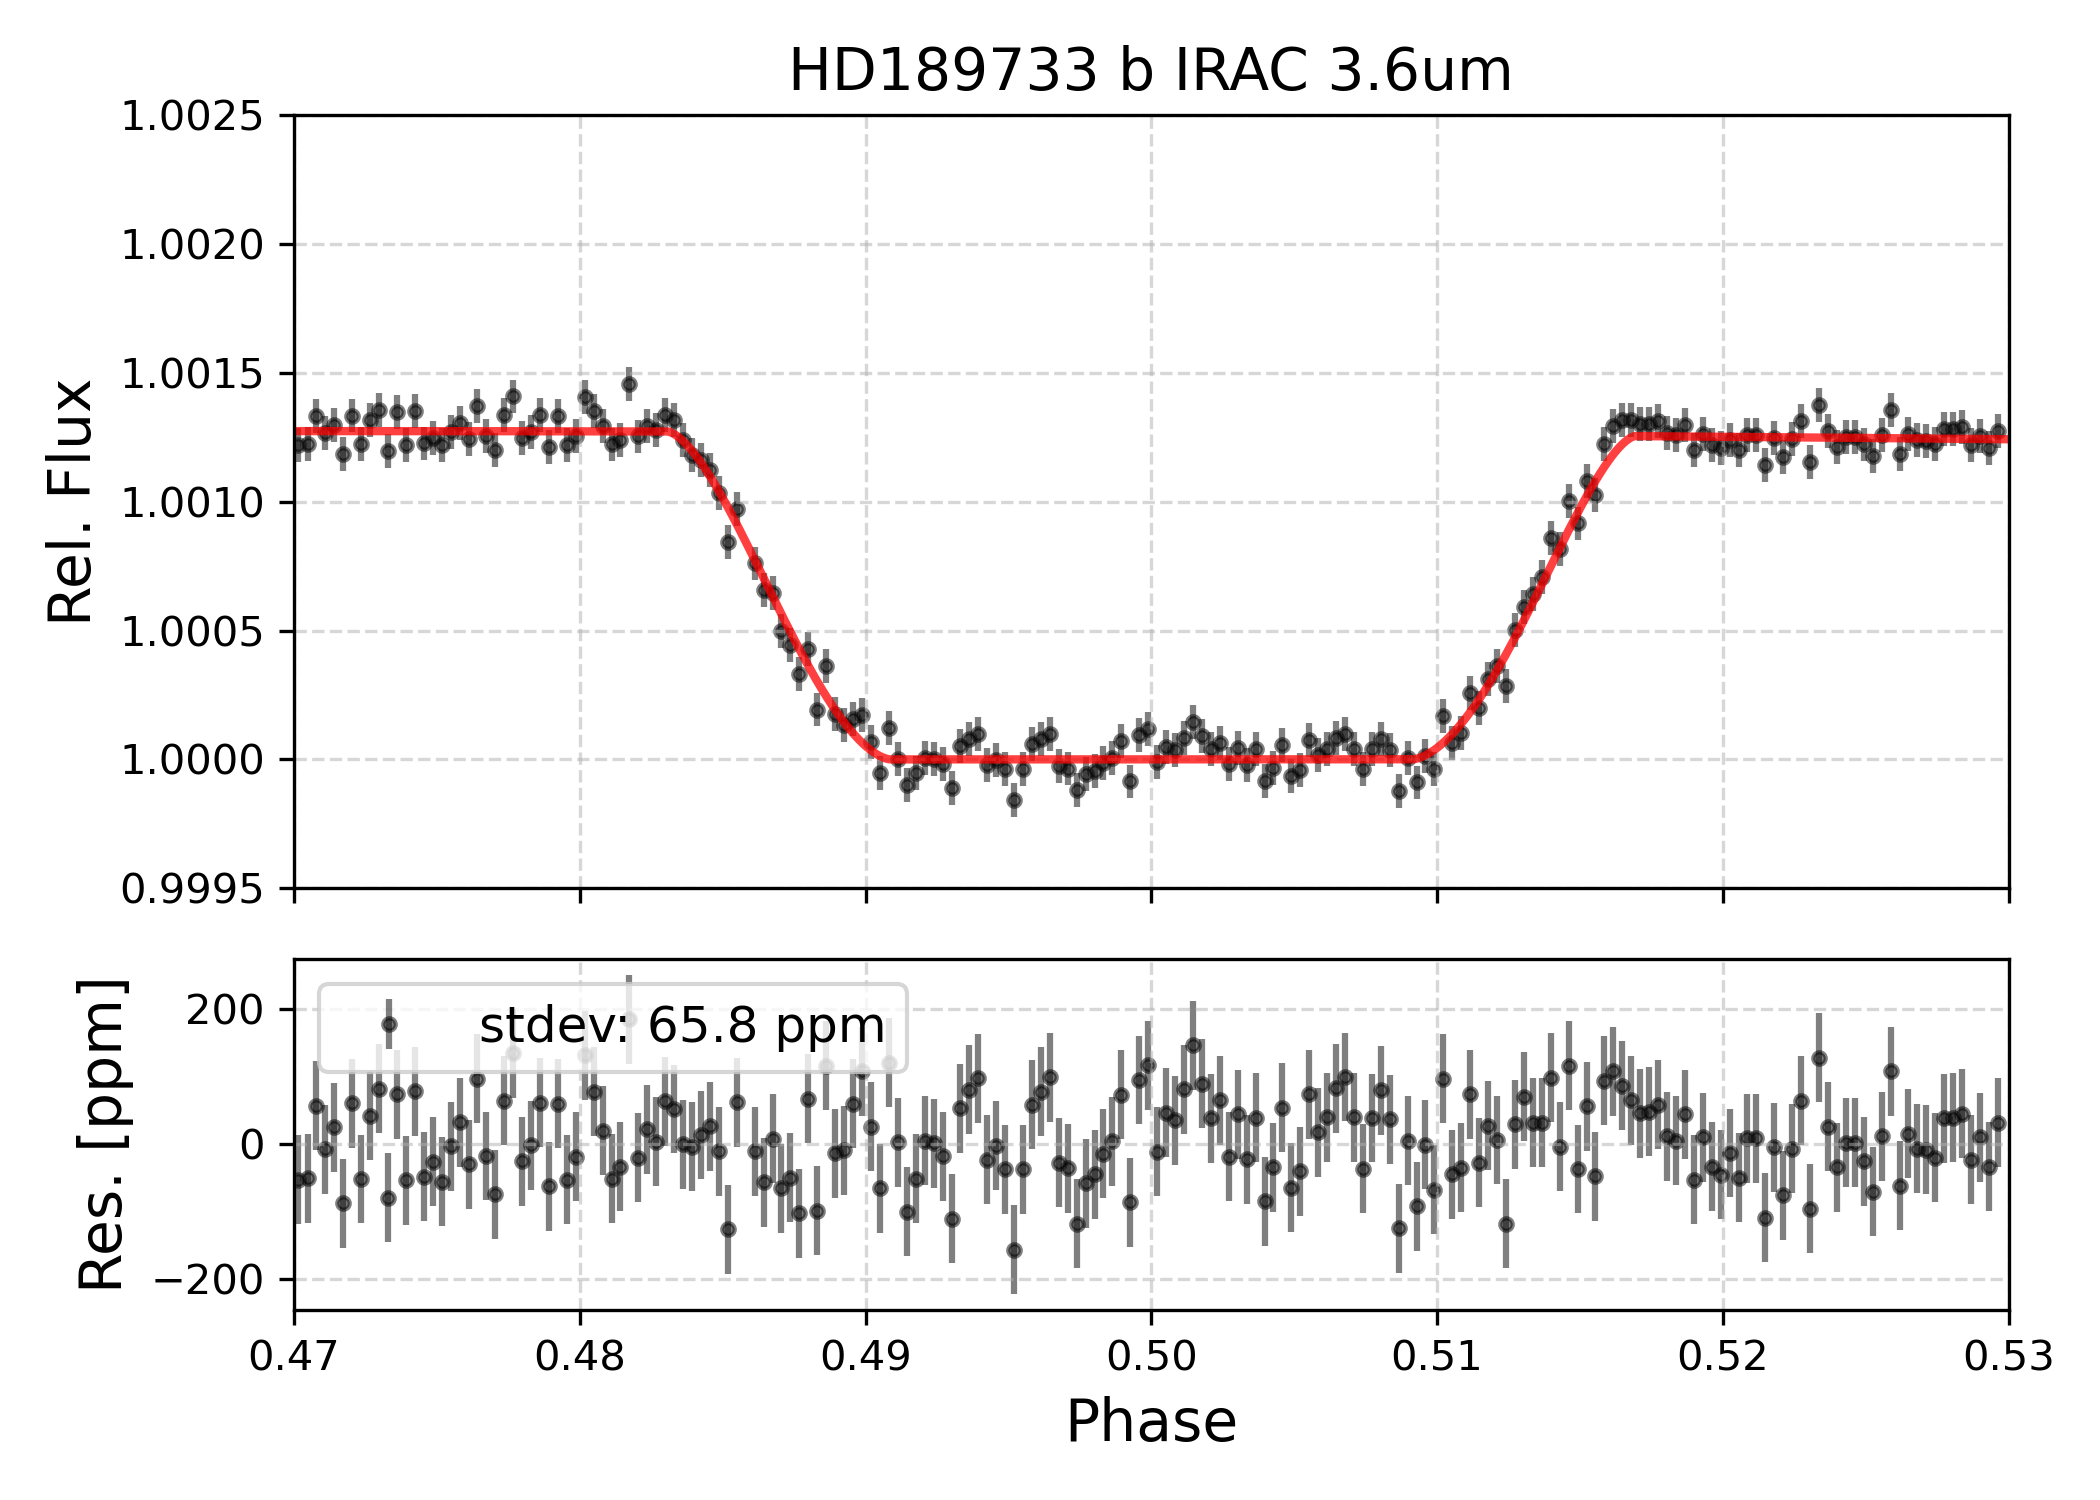 HD189733 b IRAC 3.6um
Rel. Flux
1.0025
1.0020
1.0015
1.0010
1.0005
1.0000
0.9995
Res. [ppm]
200
0
−200
stdev: 65.8 ppm
0.47 0.48 0.49 0.50 0.51 0.52 0.53
Phase